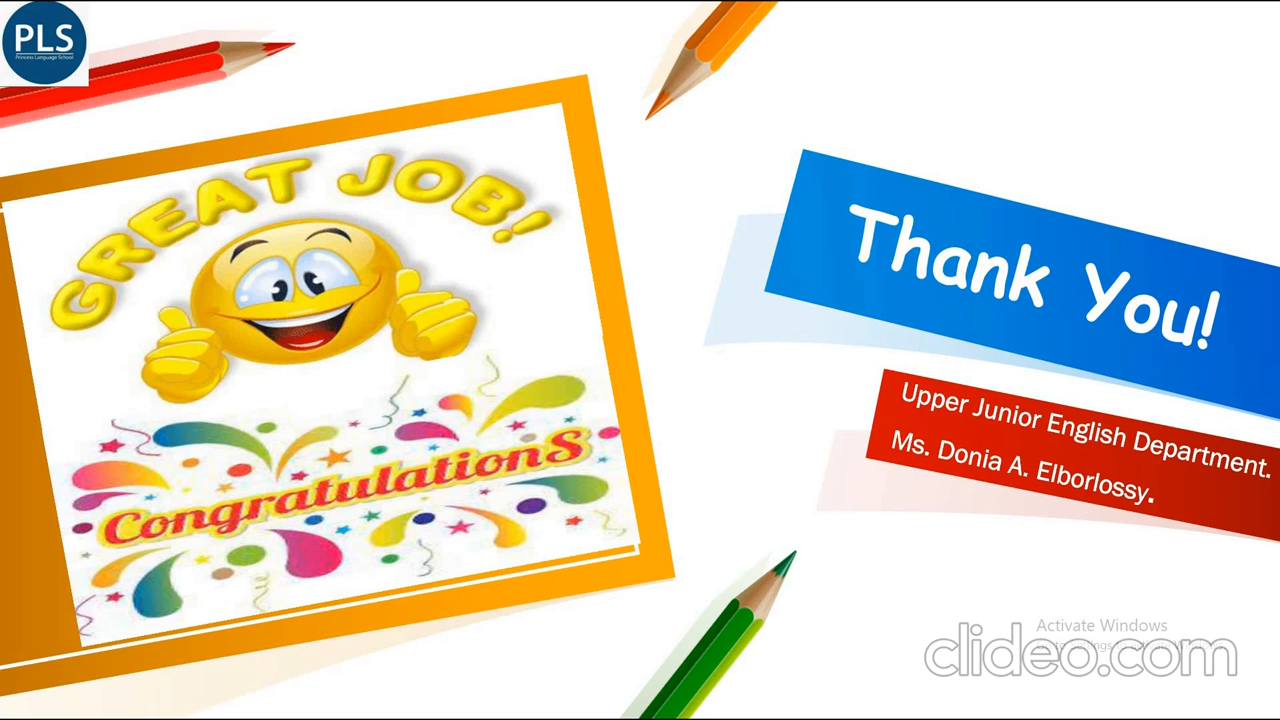 PLS
Princess Language School
GREAT JOB!
CongratulationS
Thank You!
Upper Junior English Department.
Ms. Donia A. Elborlossy.
Activate Windows
clideo.com